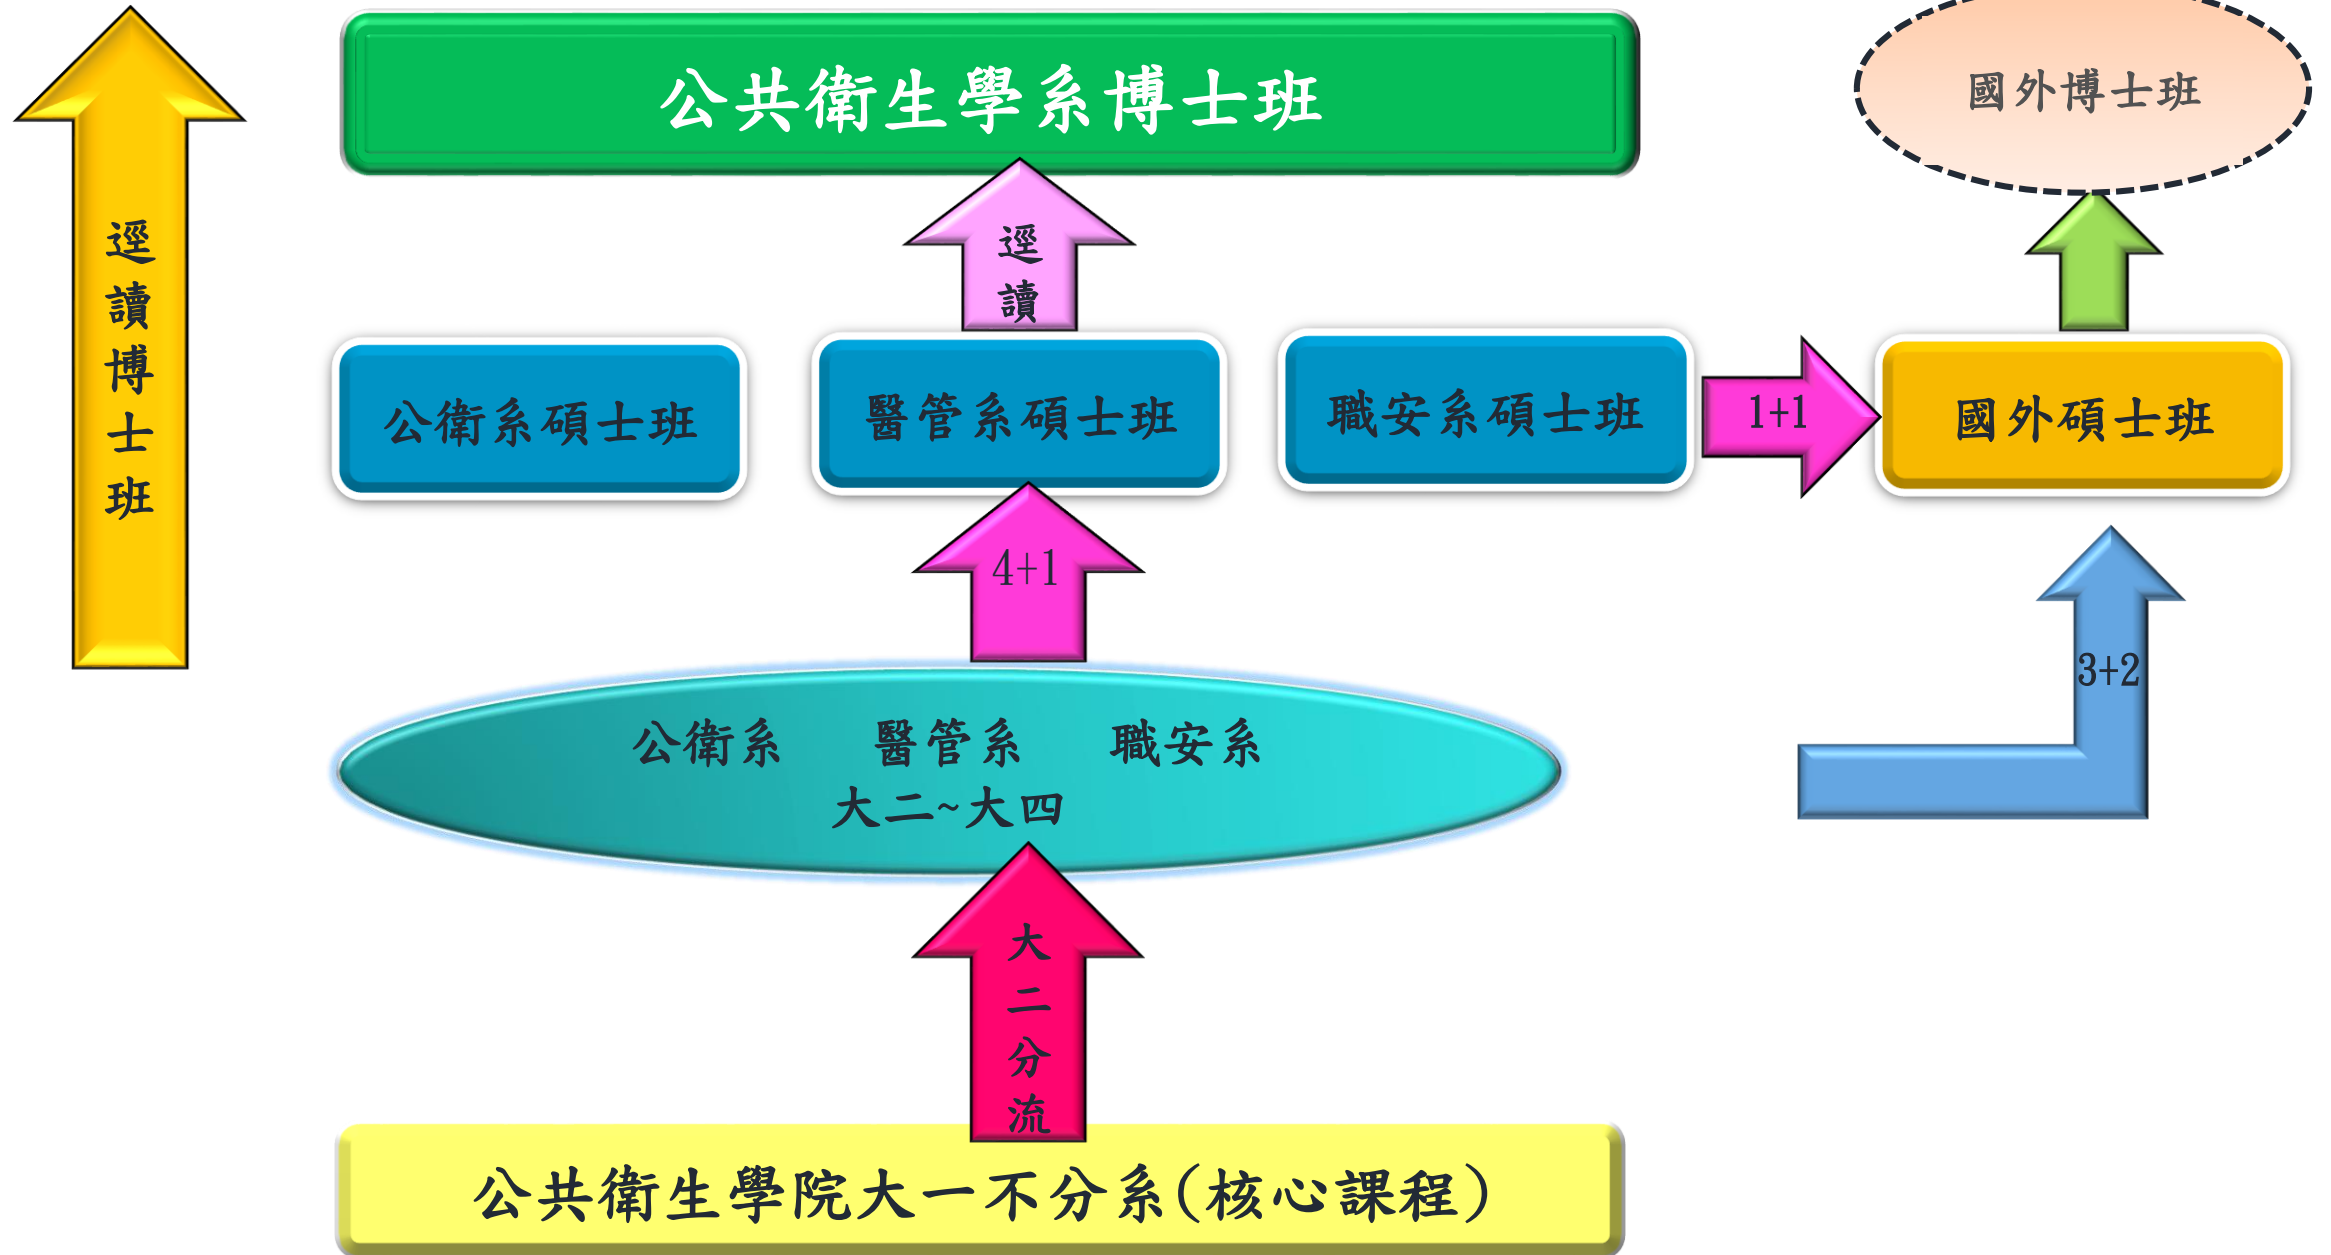 公共衛生學系博士班
國外博士班
逕讀博士班
逕讀
公衛系碩士班
醫管系碩士班
職安系碩士班
1+1
國外碩士班
4+1
3+2
公衛系 醫管系 職安系
大二~大四
大二分流
公共衛生學院大一不分系(核心課程)